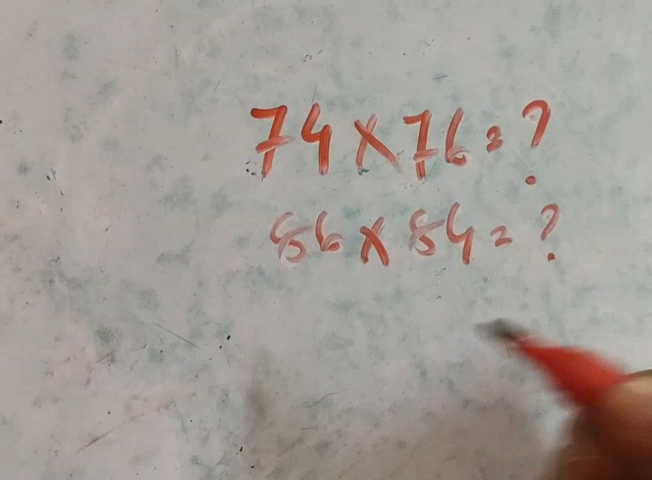 74 × 76 = ?
86 × 84 = ?